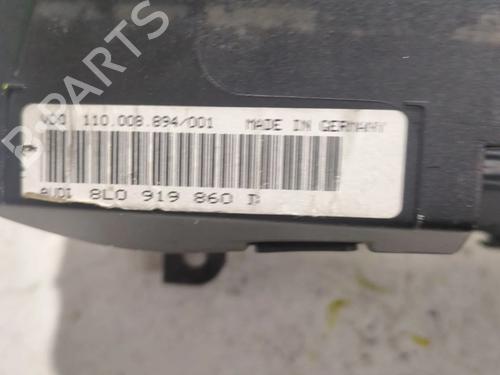 B-PARTS
VDO 110.008.894/001 MADE IN GERMANY
AUDI 8L0 919 860 D